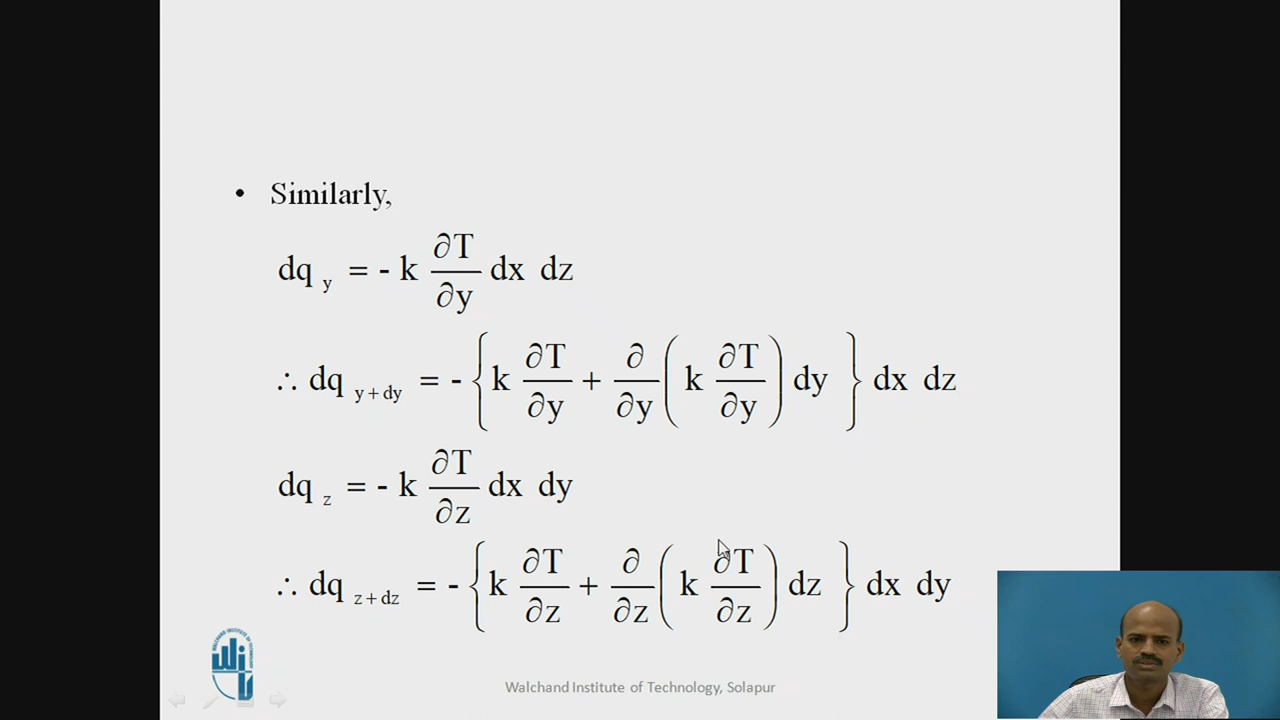 • Similarly,
dq y = - k ∂T/∂y dx dz
∴ dq y + dy = - { k ∂T/∂y + ∂/∂y ( k ∂T/∂y ) dy } dx dz
dq z = - k ∂T/∂z dx dy
∴ dq z + dz = - { k ∂T/∂z + ∂/∂z ( k ∂T/∂z ) dz } dx dy
Walchand Institute of Technology, Solapur